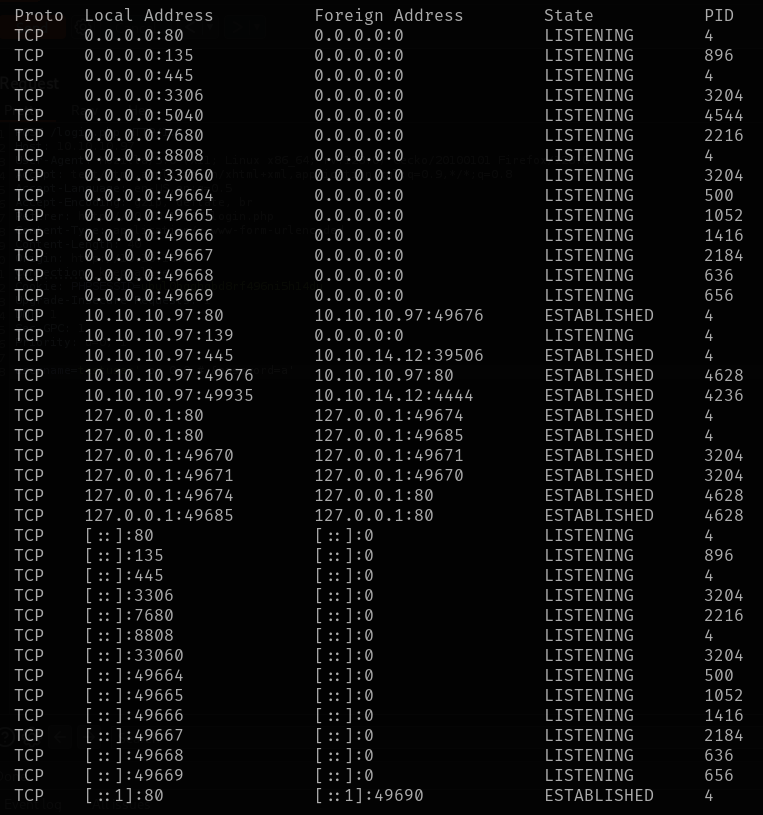 Proto Local Address Foreign Address State PID
TCP 0.0.0.0:80 0.0.0.0:0 LISTENING 4
TCP 0.0.0.0:135 0.0.0.0:0 LISTENING 896
TCP 0.0.0.0:445 0.0.0.0:0 LISTENING 4
TCP 0.0.0.0:3306 0.0.0.0:0 LISTENING 3204
TCP 0.0.0.0:5040 0.0.0.0:0 LISTENING 4544
TCP 0.0.0.0:7680 0.0.0.0:0 LISTENING 2216
TCP 0.0.0.0:8808 0.0.0.0:0 LISTENING 4
TCP 0.0.0.0:33060 0.0.0.0:0 LISTENING 3204
TCP 0.0.0.0:49664 0.0.0.0:0 LISTENING 500
TCP 0.0.0.0:49665 0.0.0.0:0 LISTENING 1052
TCP 0.0.0.0:49666 0.0.0.0:0 LISTENING 1416
TCP 0.0.0.0:49667 0.0.0.0:0 LISTENING 2184
TCP 0.0.0.0:49668 0.0.0.0:0 LISTENING 636
TCP 0.0.0.0:49669 0.0.0.0:0 LISTENING 656
TCP 10.10.10.97:80 10.10.10.97:49676 ESTABLISHED 4
TCP 10.10.10.97:139 0.0.0.0:0 LISTENING 4
TCP 10.10.10.97:445 10.10.14.12:39506 ESTABLISHED 4
TCP 10.10.10.97:49676 10.10.10.97:80 ESTABLISHED 4628
TCP 10.10.10.97:49935 10.10.14.12:4444 ESTABLISHED 4236
TCP 127.0.0.1:80 127.0.0.1:49674 ESTABLISHED 4
TCP 127.0.0.1:80 127.0.0.1:49685 ESTABLISHED 4
TCP 127.0.0.1:49670 127.0.0.1:49671 ESTABLISHED 3204
TCP 127.0.0.1:49671 127.0.0.1:49670 ESTABLISHED 3204
TCP 127.0.0.1:49674 127.0.0.1:80 ESTABLISHED 4628
TCP 127.0.0.1:49685 127.0.0.1:80 ESTABLISHED 4628
TCP [::]:80 [::]:0 LISTENING 4
TCP [::]:135 [::]:0 LISTENING 896
TCP [::]:445 [::]:0 LISTENING 4
TCP [::]:3306 [::]:0 LISTENING 3204
TCP [::]:7680 [::]:0 LISTENING 2216
TCP [::]:8808 [::]:0 LISTENING 4
TCP [::]:33060 [::]:0 LISTENING 3204
TCP [::]:49664 [::]:0 LISTENING 500
TCP [::]:49665 [::]:0 LISTENING 1052
TCP [::]:49666 [::]:0 LISTENING 1416
TCP [::]:49667 [::]:0 LISTENING 2184
TCP [::]:49668 [::]:0 LISTENING 636
TCP [::]:49669 [::]:0 LISTENING 656
TCP [::1]:80 [::1]:49690 ESTABLISHED 4